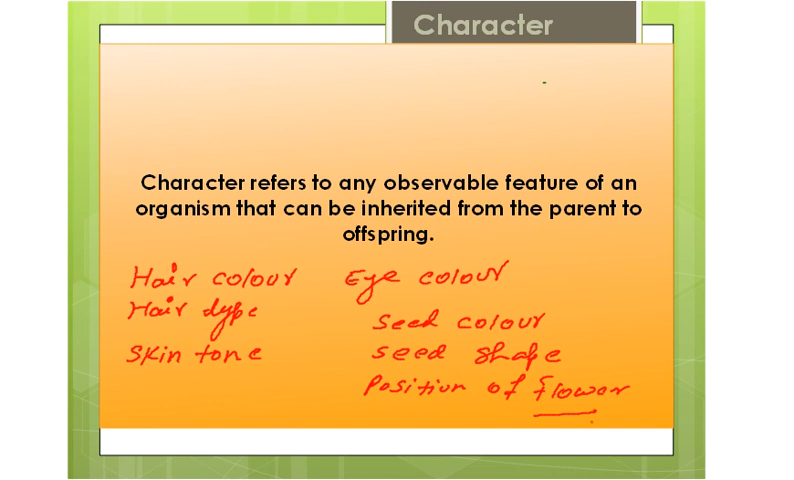 Character
Character refers to any observable feature of an
organism that can be inherited from the parent to
offspring.
Hair colour
Hair type
Skin tone
Eye colour
Seed colour
seed shape
Position of flower